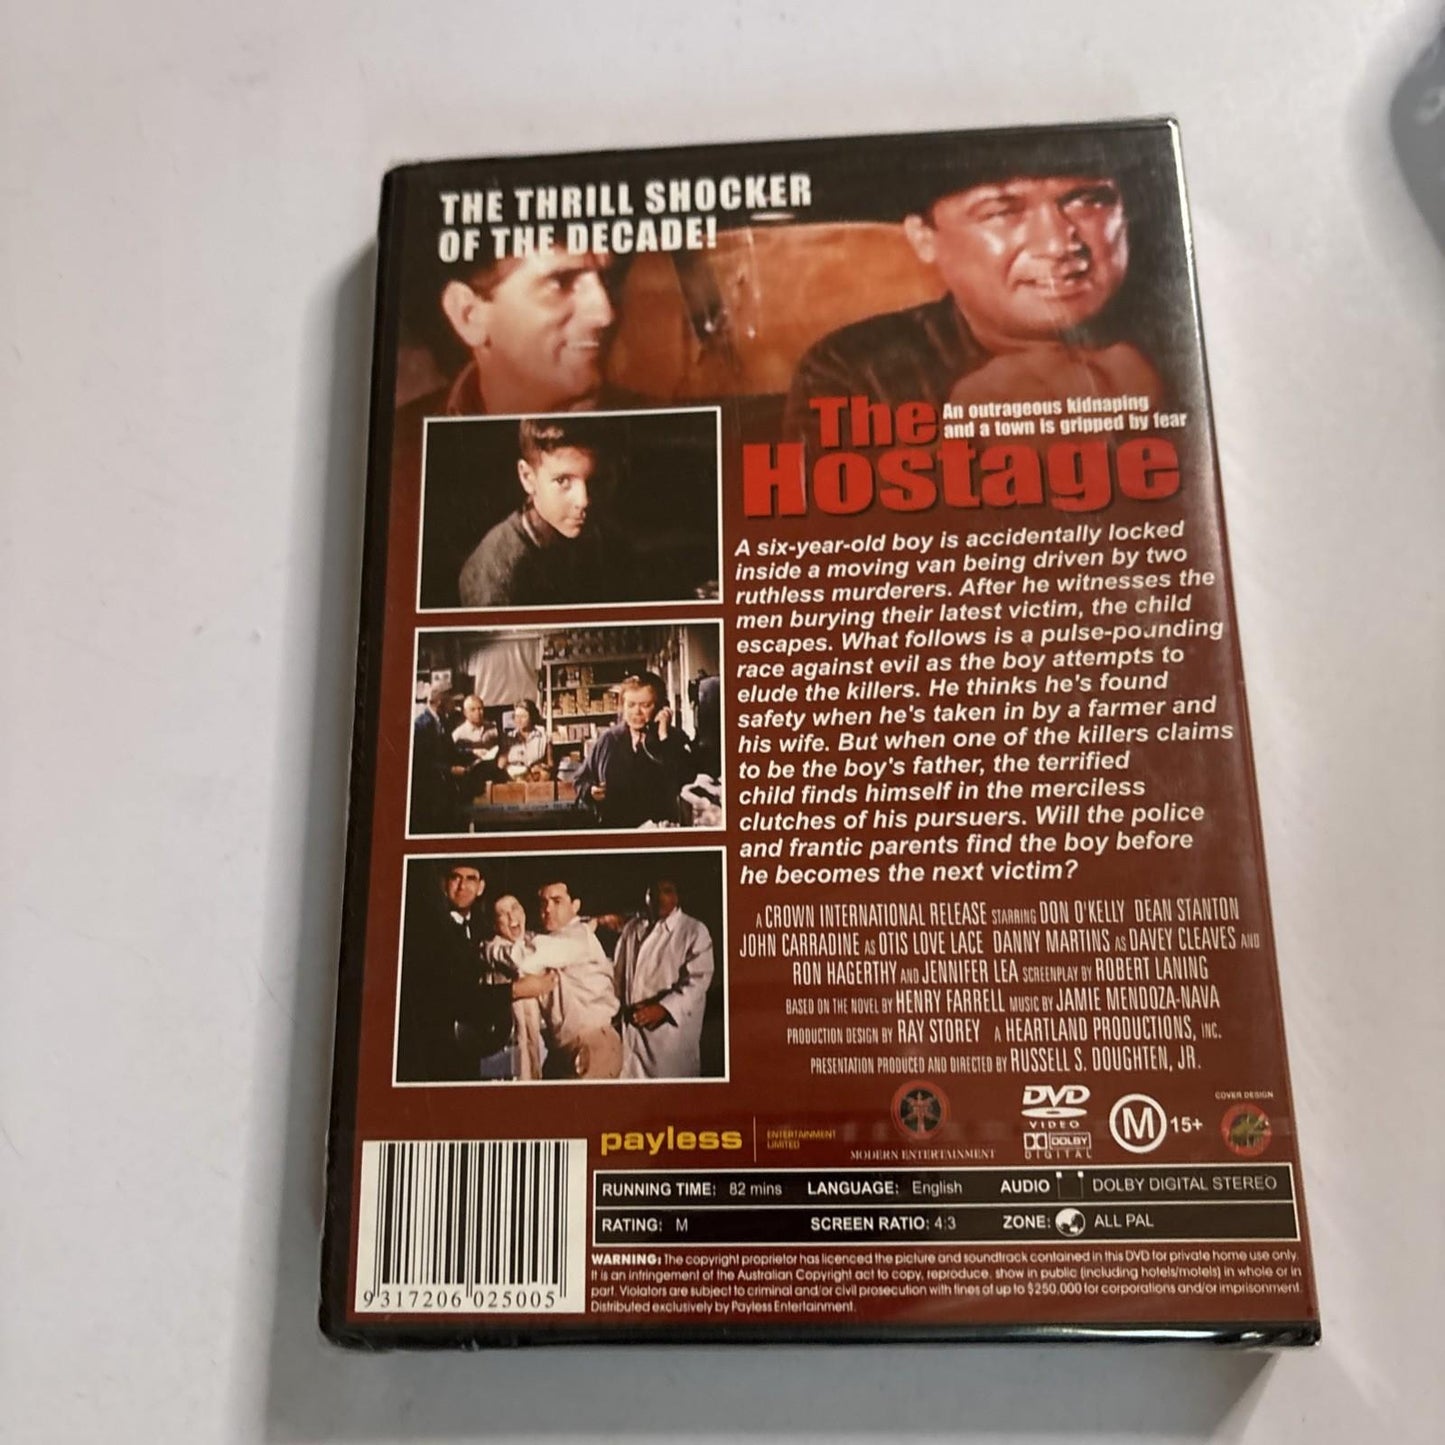 THE THRILL SHOCKER
OF THE DECADE!
The
Hostage
An outrageous kidnaping
and a town is gripped by fear
A six-year-old boy is accidentally locked
inside a moving van being driven by two
ruthless murderers. After he witnesses the
men burying their latest victim, the child
escapes. What follows is a pulse-pounding
race against evil as the boy attempts to
elude the killers. He thinks he's found
safety when he's taken in by a farmer and
his wife. But when one of the killers claims
to be the boy's father, the terrified
child finds himself in the merciless
clutches of his pursuers. Will the police
and frantic parents find the boy before
he becomes the next victim?
A CROWN INTERNATIONAL RELEASE STARRING DON O'KELLY DEAN STANTON
JOHN CARRADINE AS OTIS LOVE LACE DANNY MARTINS AS DAVEY CLEAVES AND
RON HAGERTHY AND JENNIFER LEA SCREENPLAY BY ROBERT LANING
BASED ON THE NOVEL BY HENRY FARRELL MUSIC BY JAMIE MENDOZA-NAVA
PRODUCTION DESIGN BY RAY STOREY A HEARTLAND PRODUCTIONS, INC.
PRESENTATION PRODUCED AND DIRECTED BY RUSSELL S. DOUGHTEN, JR.
payless
ENTERTAINMENT
LIMITED
MODERN ENTERTAINMENT
DVD
VIDEO
DOLBY
DIGITAL
M 15+
COVER DESIGN
RUNNING TIME: 82 mins LANGUAGE: English AUDIO DOLBY DIGITAL STEREO
RATING: M SCREEN RATIO: 4:3 ZONE: ALL PAL
WARNING: The copyright proprietor has licenced the picture and soundtrack contained in this DVD for private home use only.
It is an infringement of the Australian Copyright act to copy, reproduce, show in public (including hotels/motels) in whole or in
part. Violators are subject to criminal and/or civil prosecution with fines of up to $250,000 for corporations and/or imprisonment.
Distributed exclusively by Payless Entertainment.
9 317206 025005